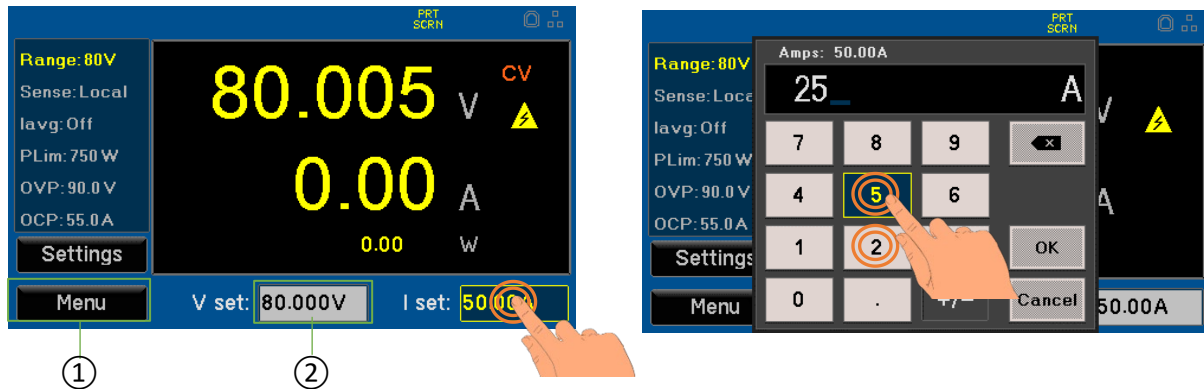 PRT
SCRN
Range: 80V
Sense: Local
Iavg: Off
PLim: 750 W
OVP: 90.0 V
OCP: 55.0 A
Settings
Menu
80.005 V
CV
0.00 A
0.00 W
V set: 80.000V
I set: 50.00A
①
②
PRT
SCRN
Range: 80V
Sense: Loca
Iavg: Off
PLim: 750 W
OVP: 90.0 V
OCP: 55.0 A
Settings
Menu
V
A
Amps: 50.00A
25_ A
7 8 9
4 5 6
1 2 OK
0 . +/− Cancel
50.00A